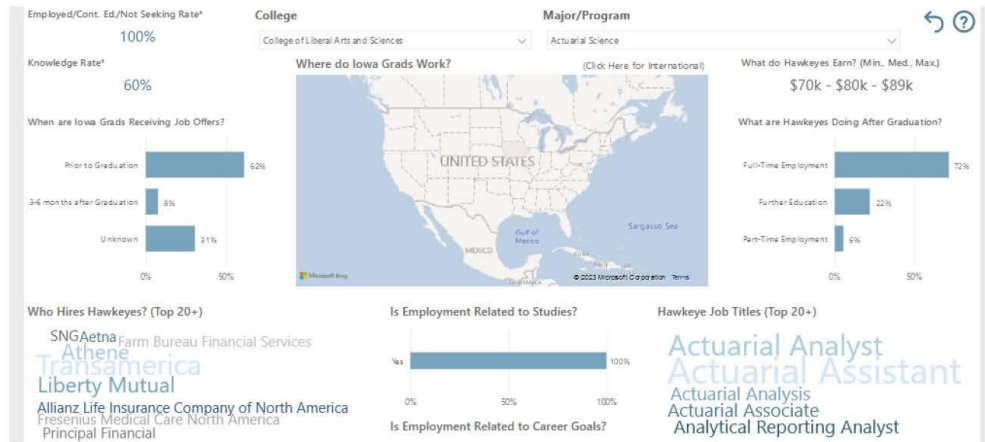 Employed/Cont. Ed./Not Seeking Rate*
100%
College
College of Liberal Arts and Sciences
Major/Program
Actuarial Science
Knowledge Rate*
60%
Where do Iowa Grads Work?
(Click Here for International)
UNITED STATES
MEXICO
Gulf of
Mexico
Sargasso Sea
CUBA
Microsoft Bing
© 2023 Microsoft Corporation Terms
What do Hawkeyes Earn? (Min., Med., Max.)
$70k - $80k - $89k
When are Iowa Grads Receiving Job Offers?
Prior to Graduation 62%
3-6 months after Graduation 8%
Unknown 31%
0% 50%
What are Hawkeyes Doing After Graduation?
Full-Time Employment 72%
Further Education 22%
Part-Time Employment 6%
0% 50%
Who Hires Hawkeyes? (Top 20+)
SNG
Aetna
Farm Bureau Financial Services
Athene
Transamerica
Liberty Mutual
Allianz Life Insurance Company of North America
Fresenius Medical Care North America
Principal Financial
Is Employment Related to Studies?
Yes 100%
0% 50% 100%
Is Employment Related to Career Goals?
Hawkeye Job Titles (Top 20+)
Actuarial Analyst
Actuarial Assistant
Actuarial Analysis
Actuarial Associate
Analytical Reporting Analyst